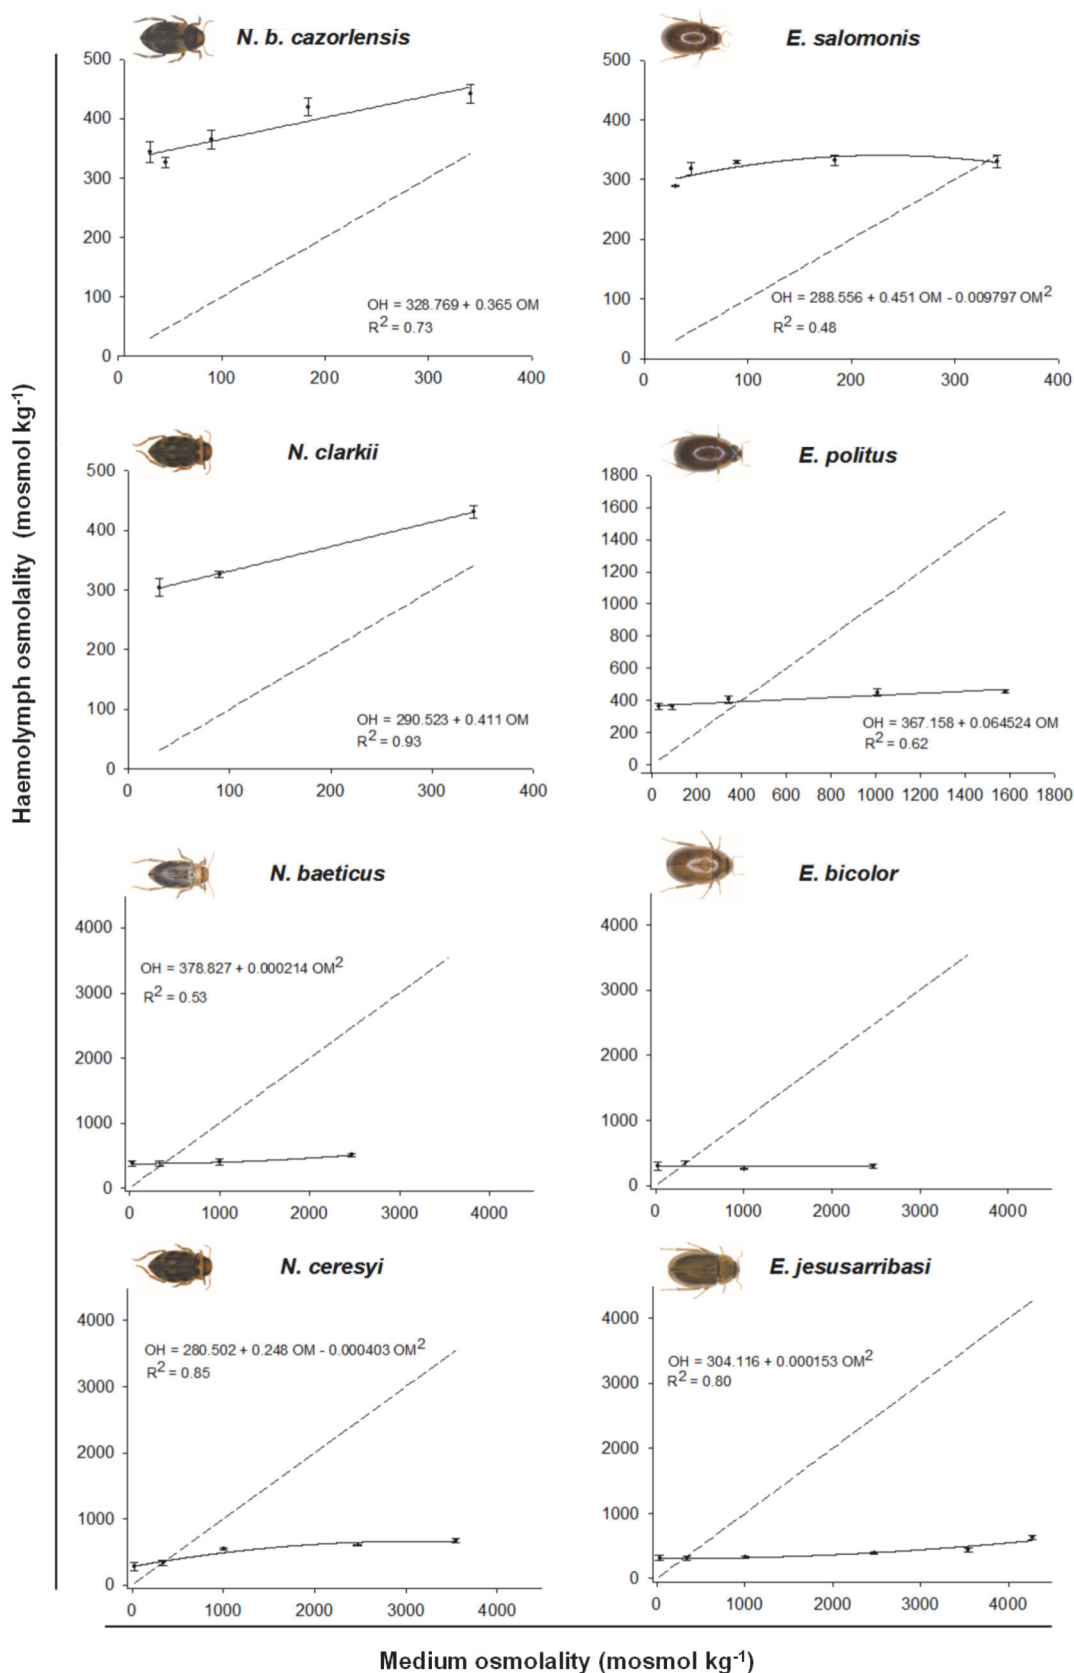 Haemolymph osmolality (mosmol kg⁻¹)
N. b. cazorlensis
500
400
300
200
100
0
OH = 328.769 + 0.365 OM
R² = 0.73
0 100 200 300 400
E. salomonis
500
400
300
200
100
0
OH = 288.556 + 0.451 OM - 0.009797 OM²
R² = 0.48
0 100 200 300 400
N. clarkii
500
400
300
200
100
0
OH = 290.523 + 0.411 OM
R² = 0.93
0 100 200 300 400
E. politus
1800
1600
1400
1200
1000
800
600
400
200
0
OH = 367.158 + 0.064524 OM
R² = 0.62
0 200 400 600 800 1000 1200 1400 1600 1800
N. baeticus
4000
3000
2000
1000
0
OH = 378.827 + 0.000214 OM²
R² = 0.53
0 1000 2000 3000 4000
E. bicolor
4000
3000
2000
1000
0
0 1000 2000 3000 4000
N. ceresyi
4000
3000
2000
1000
0
OH = 280.502 + 0.248 OM - 0.000403 OM²
R² = 0.85
0 1000 2000 3000 4000
E. jesusarribasi
4000
3000
2000
1000
0
OH = 304.116 + 0.000153 OM²
R² = 0.80
0 1000 2000 3000 4000
Medium osmolality (mosmol kg⁻¹)